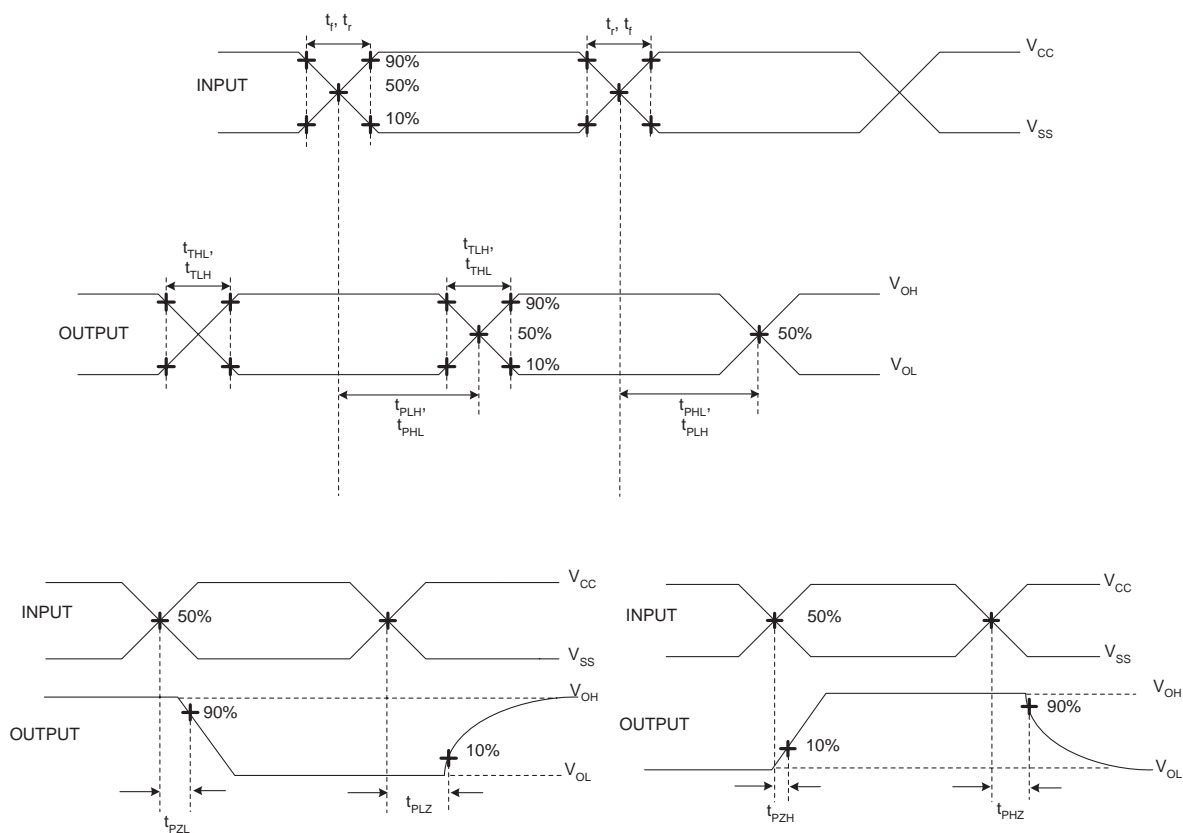 t_f, t_r
t_r, t_f
V_CC
90%
INPUT
50%
10%
V_SS
t_THL,
t_TLH
t_TLH,
t_THL
V_OH
90%
OUTPUT
50%
50%
10%
V_OL
t_PLH,
t_PHL
t_PHL,
t_PLH
V_CC
INPUT
50%
V_SS
V_OH
90%
OUTPUT
10%
V_OL
t_PZL
t_PLZ
V_CC
INPUT
50%
V_SS
V_OH
90%
OUTPUT
10%
V_OL
t_PZH
t_PHZ